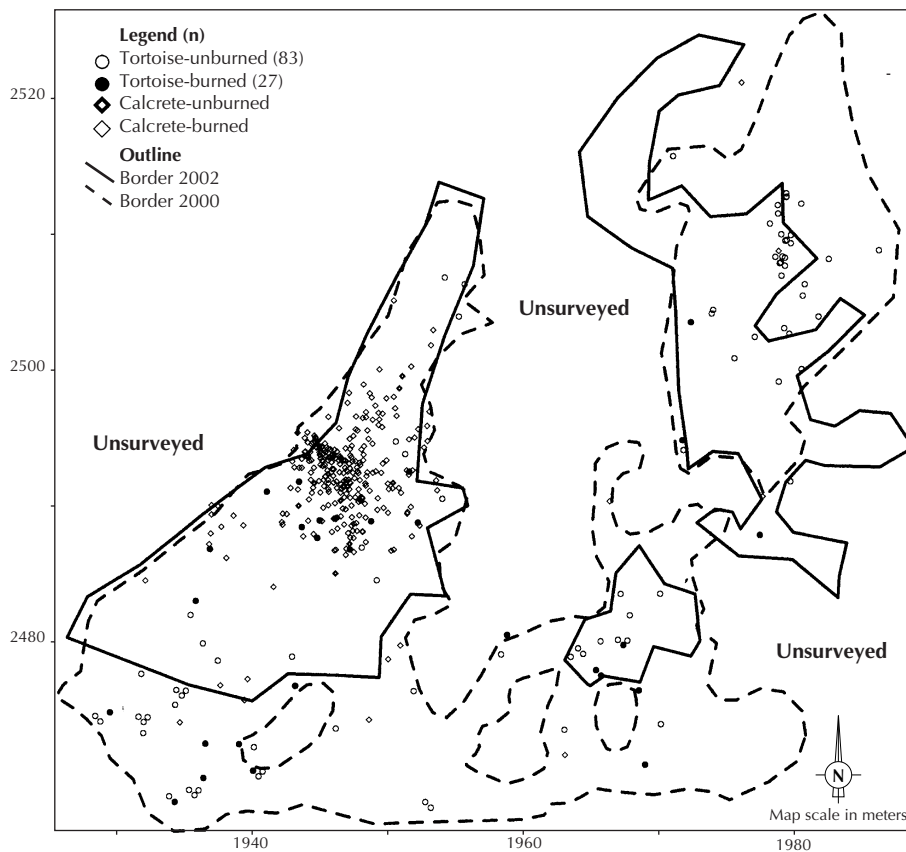 Legend (n)
Tortoise-unburned (83)
Tortoise-burned (27)
Calcrete-unburned
Calcrete-burned
Outline
Border 2002
Border 2000
2520
2500
2480
Unsurveyed
Unsurveyed
Unsurveyed
N
Map scale in meters
1940
1960
1980